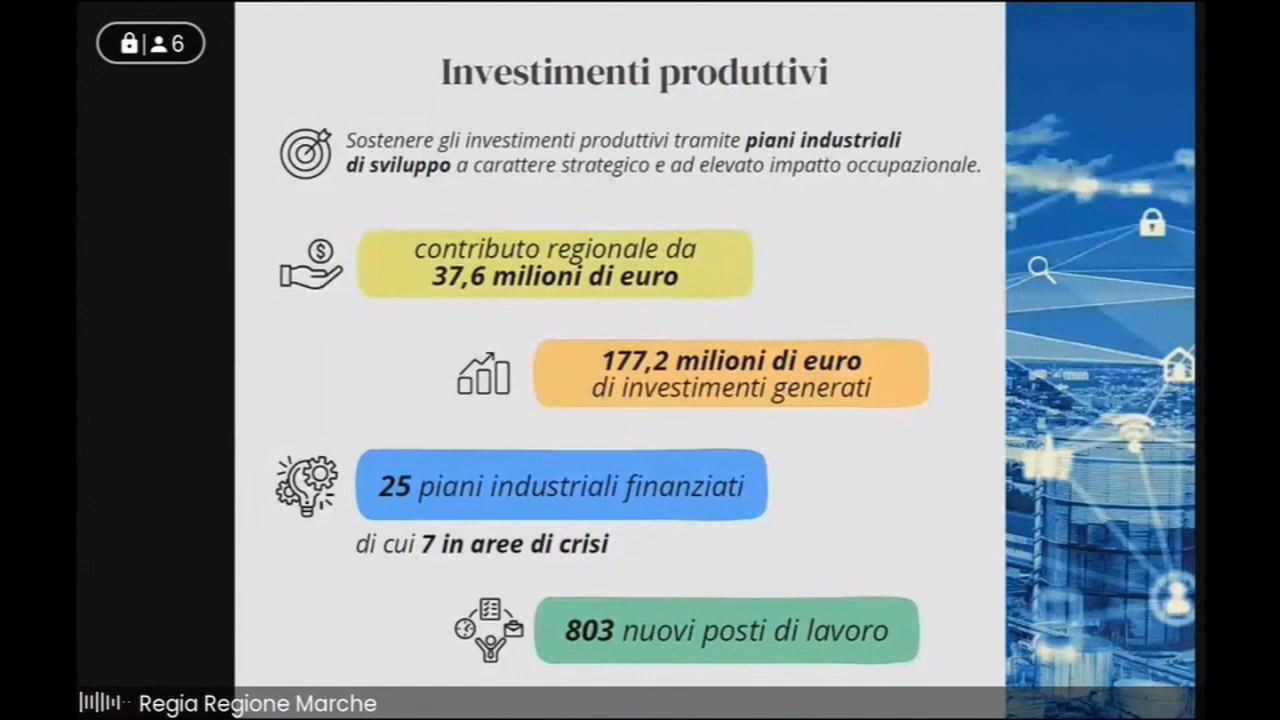 6
Investimenti produttivi
Sostenere gli investimenti produttivi tramite piani industriali
di sviluppo a carattere strategico e ad elevato impatto occupazionale.
$
contributo regionale da
37,6 milioni di euro
177,2 milioni di euro
di investimenti generati
25 piani industriali finanziati
di cui 7 in aree di crisi
803 nuovi posti di lavoro
Regia Regione Marche